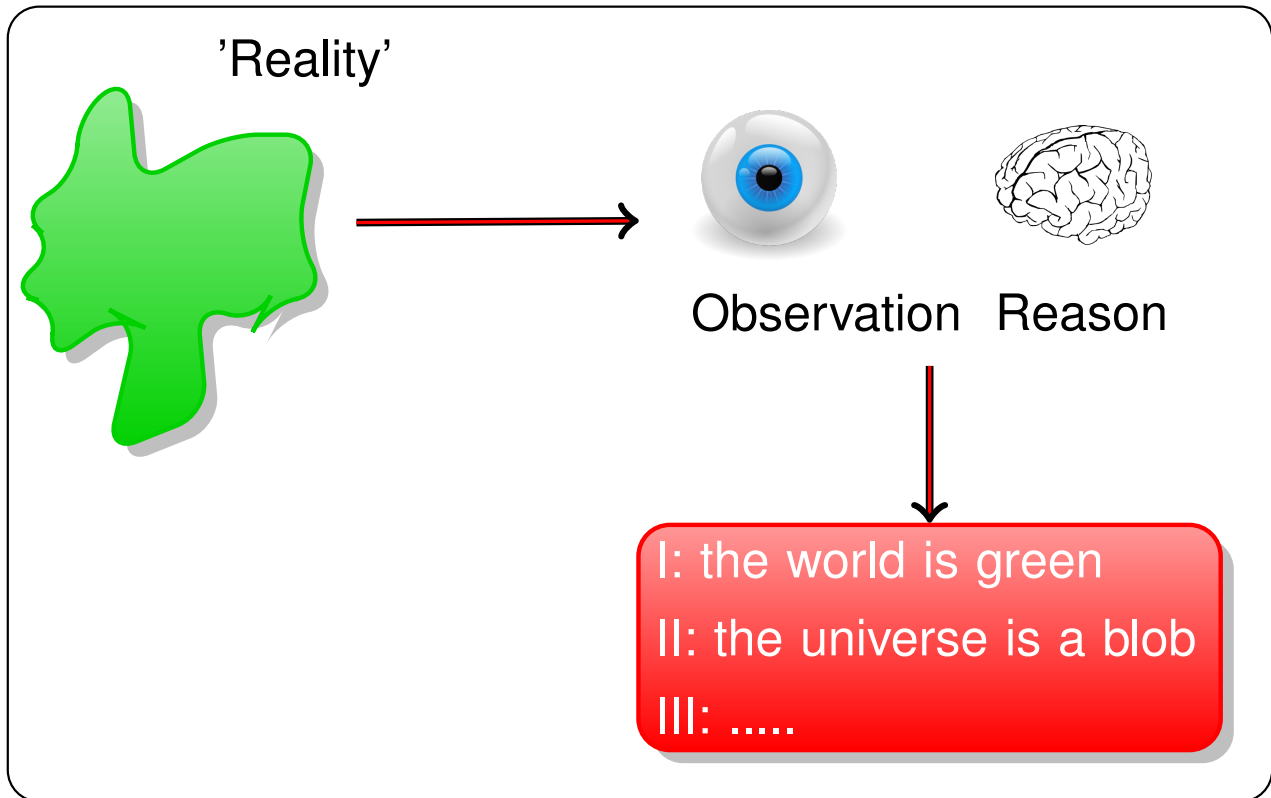 ’Reality’
Observation Reason
I: the world is green
II: the universe is a blob
III: .....